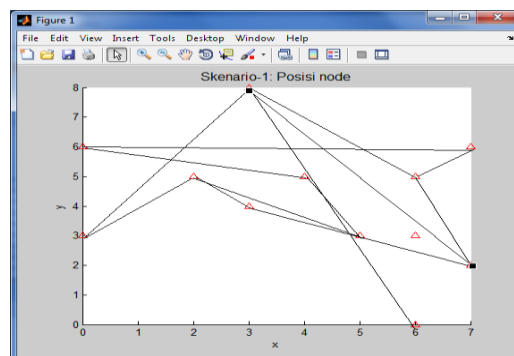 Figure 1
File Edit View Insert Tools Desktop Window Help
Skenario-1: Posisi node
8
7
6
5
4
3
2
1
0
y
0 1 2 3 4 5 6 7
x